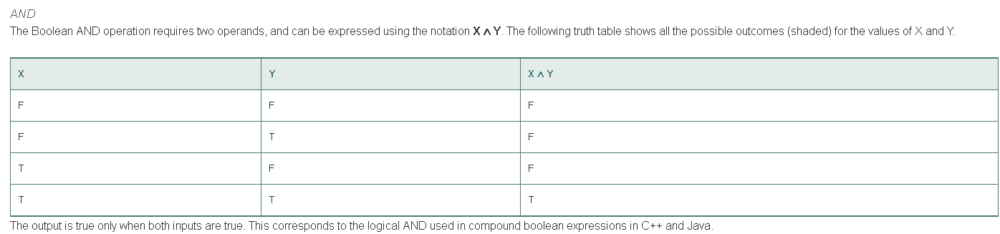 AND
The Boolean AND operation requires two operands, and can be expressed using the notation X ∧ Y. The following truth table shows all the possible outcomes (shaded) for the values of X and Y:
X Y X ∧ Y
F F F
F T F
T F F
T T T
The output is true only when both inputs are true. This corresponds to the logical AND used in compound boolean expressions in C++ and Java.